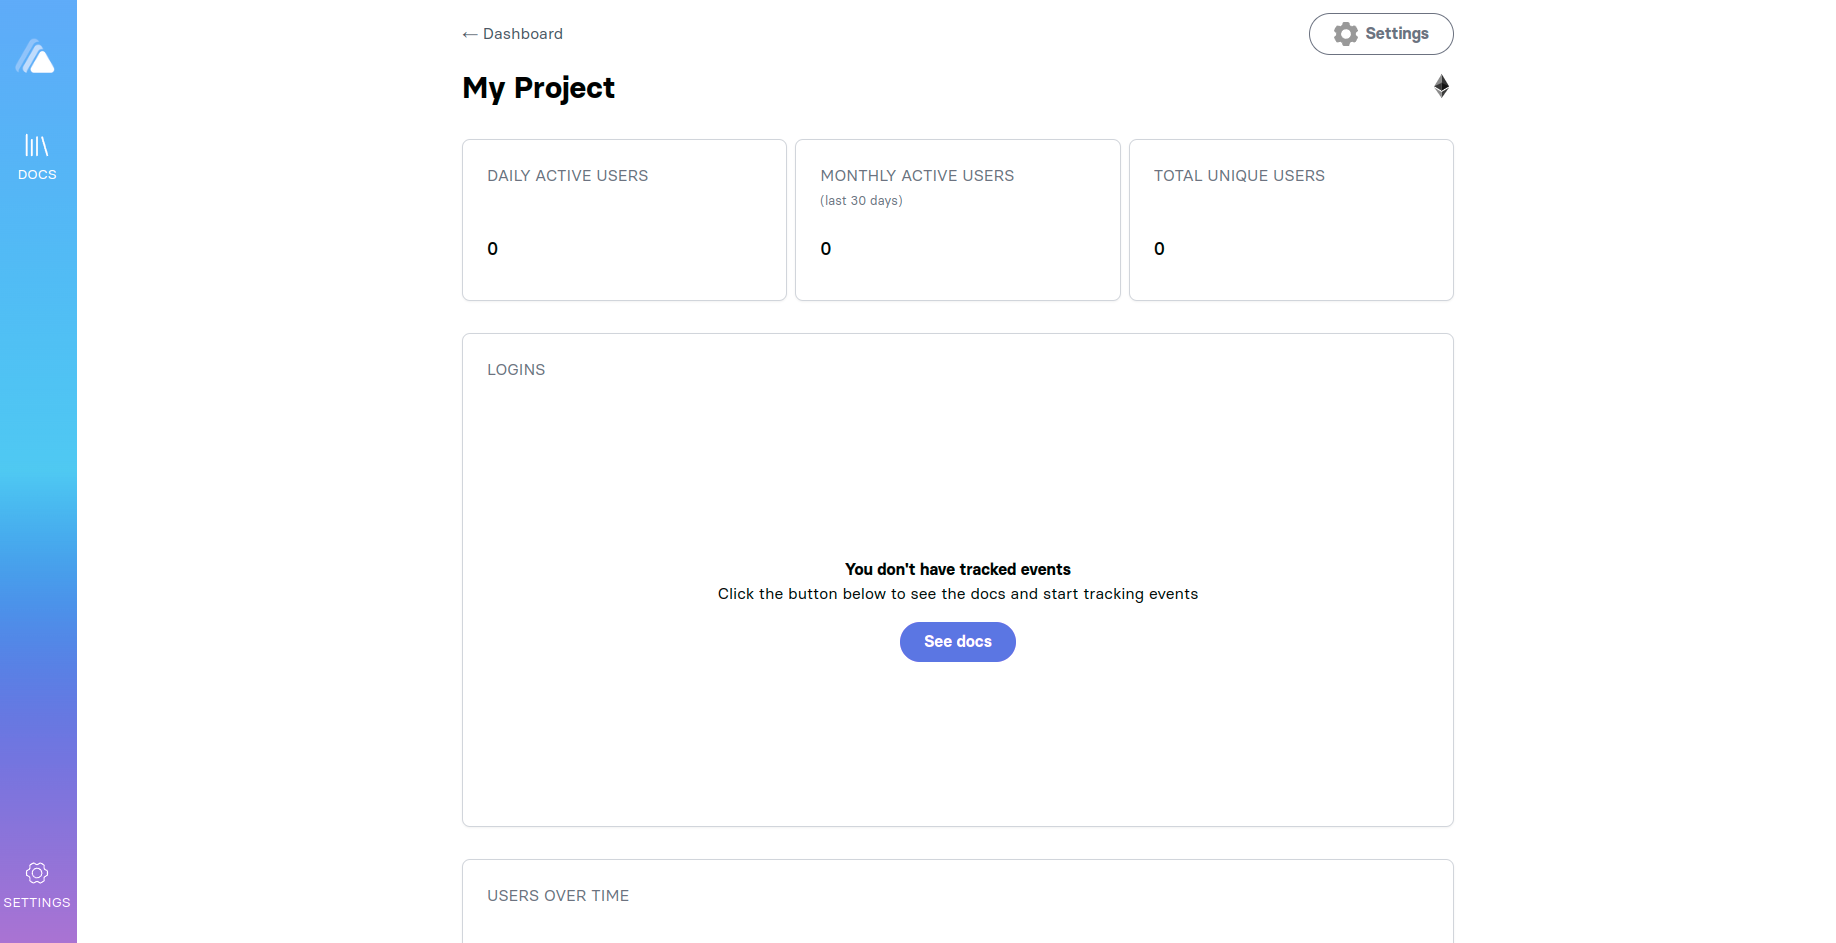 ← Dashboard
Settings
My Project
DOCS
DAILY ACTIVE USERS
0
MONTHLY ACTIVE USERS
(last 30 days)
0
TOTAL UNIQUE USERS
0
LOGINS
You don't have tracked events
Click the button below to see the docs and start tracking events
See docs
USERS OVER TIME
SETTINGS